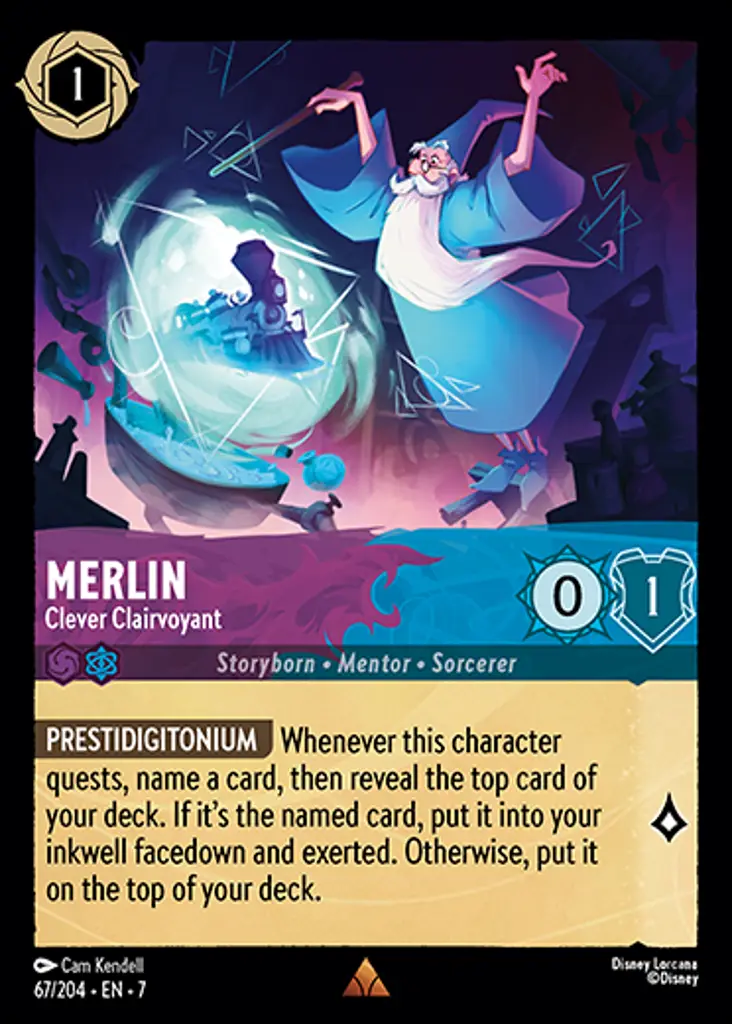 1
MERLIN
Clever Clairvoyant
0
1
Storyborn • Mentor • Sorcerer
PRESTIDIGITONIUM Whenever this character
quests, name a card, then reveal the top card of
your deck. If it's the named card, put it into your
inkwell facedown and exerted. Otherwise, put it
on the top of your deck.
Cam Kendell
67/204 • EN • 7
Disney Lorcana
©Disney